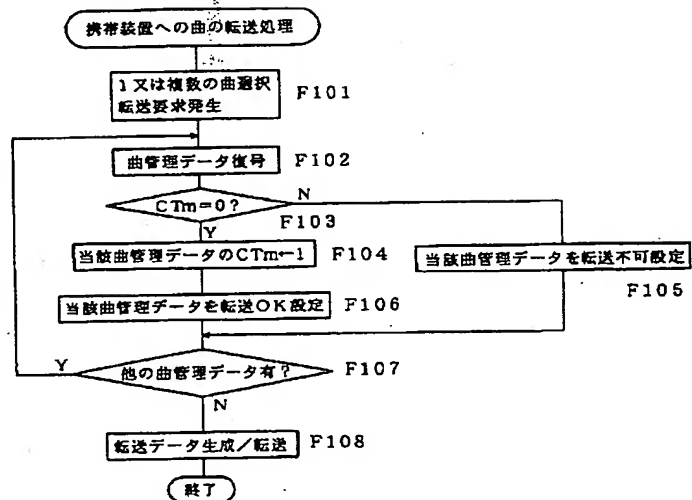 携帯装置への曲の転送処理
1又は複数の曲選択
転送要求発生
F101
曲管理データ復号
F102
CTm=0?
N
F103
Y
当該曲管理データのCTm←1
F104
当該曲管理データを転送不可設定
F105
当該曲管理データを転送OK設定
F106
Y
他の曲管理データ有?
F107
N
転送データ生成/転送
F108
終了